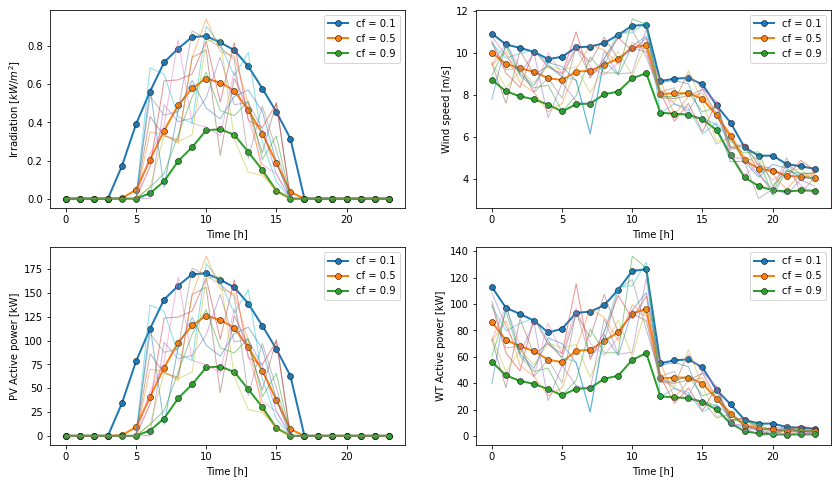 Irradiation [kW/m²]
0.8
0.6
0.4
0.2
0.0
0
5
10
15
20
Time [h]
cf = 0.1
cf = 0.5
cf = 0.9
Wind speed [m/s]
12
10
8
6
4
0
5
10
15
20
Time [h]
cf = 0.1
cf = 0.5
cf = 0.9
PV Active power [kW]
175
150
125
100
75
50
25
0
0
5
10
15
20
Time [h]
cf = 0.1
cf = 0.5
cf = 0.9
WT Active power [kW]
140
120
100
80
60
40
20
0
0
5
10
15
20
Time [h]
cf = 0.1
cf = 0.5
cf = 0.9